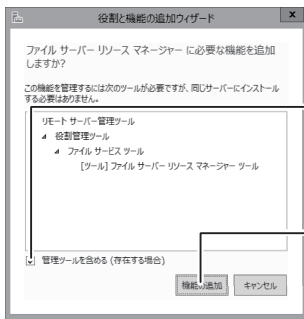 役割と機能の追加ウィザード
x
ファイル サーバー リソース マネージャー に必要な機能を追加
しますか?
この機能を管理するには次のツールが必要ですが、同じサーバーにインストール
する必要はありません。
リモート サーバー管理ツール
役割管理ツール
ファイル サービス ツール
[ツール] ファイル サーバー リソース マネージャー ツール
管理ツールを含める (存在する場合)
機能の追加
キャンセル